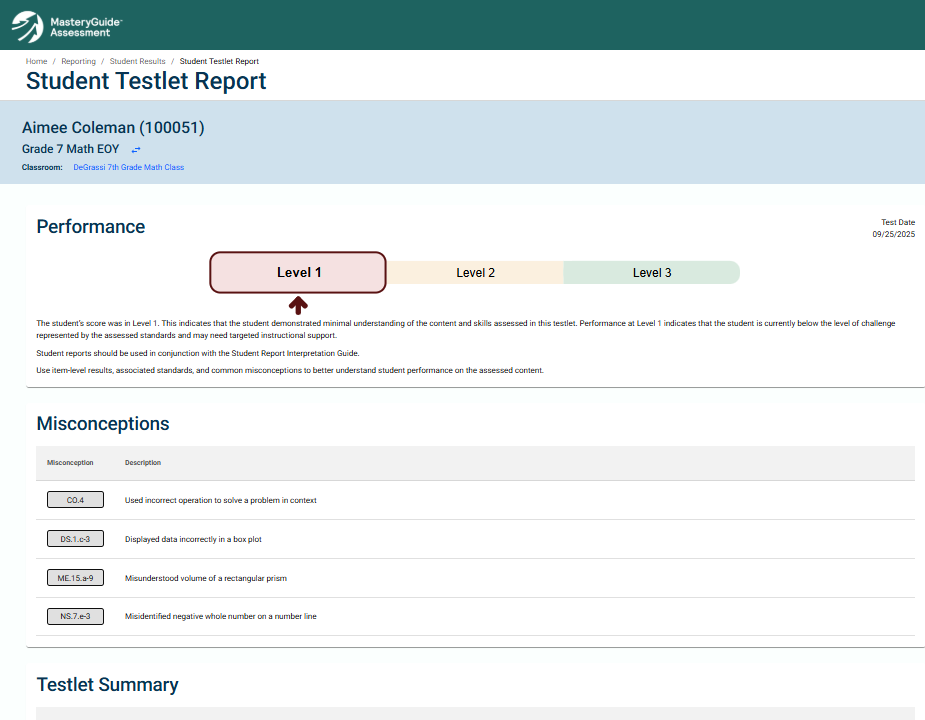 MasteryGuide™
Assessment
Home / Reporting / Student Results / Student Testlet Report
Student Testlet Report
Aimee Coleman (100051)
Grade 7 Math EOY
Classroom: DeGrassi 7th Grade Math Class
Performance
Test Date
09/25/2025
Level 1 Level 2 Level 3
The student's score was in Level 1. This indicates that the student demonstrated minimal understanding of the content and skills assessed in this testlet. Performance at Level 1 indicates that the student is currently below the level of challenge
represented by the assessed standards and may need targeted instructional support.
Student reports should be used in conjunction with the Student Report Interpretation Guide.
Use item-level results, associated standards, and common misconceptions to better understand student performance on the assessed content.
Misconceptions
Misconception Description
CO.4 Used incorrect operation to solve a problem in context
DS.1.c-3 Displayed data incorrectly in a box plot
ME.15.a-9 Misunderstood volume of a rectangular prism
NS.7.e-3 Misidentified negative whole number on a number line
Testlet Summary